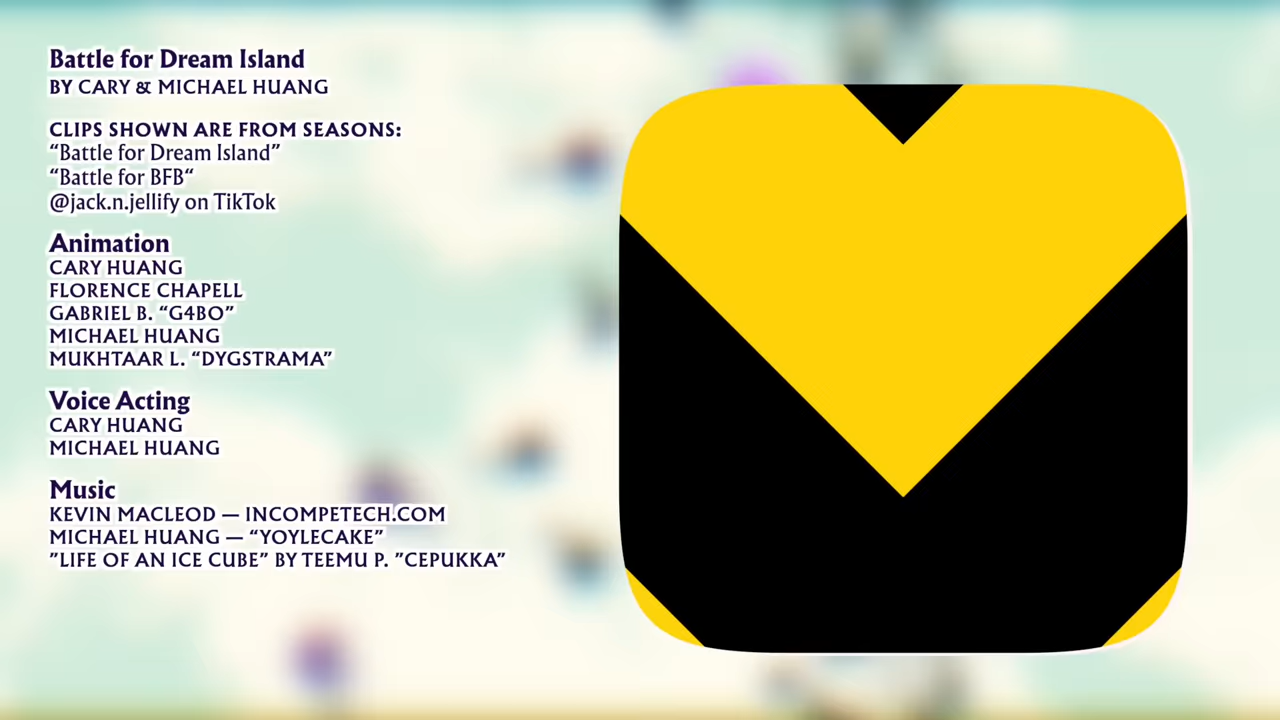 Battle for Dream Island
BY CARY & MICHAEL HUANG
CLIPS SHOWN ARE FROM SEASONS:
“Battle for Dream Island”
“Battle for BFB“
@jack.n.jellify on TikTok
Animation
CARY HUANG
FLORENCE CHAPELL
GABRIEL B. “G4BO”
MICHAEL HUANG
MUKHTAAR L. “DYGSTRAMA”
Voice Acting
CARY HUANG
MICHAEL HUANG
Music
KEVIN MACLEOD — INCOMPETECH.COM
MICHAEL HUANG — “YOYLECAKE”
”LIFE OF AN ICE CUBE” BY TEEMU P. ”CEPUKKA”